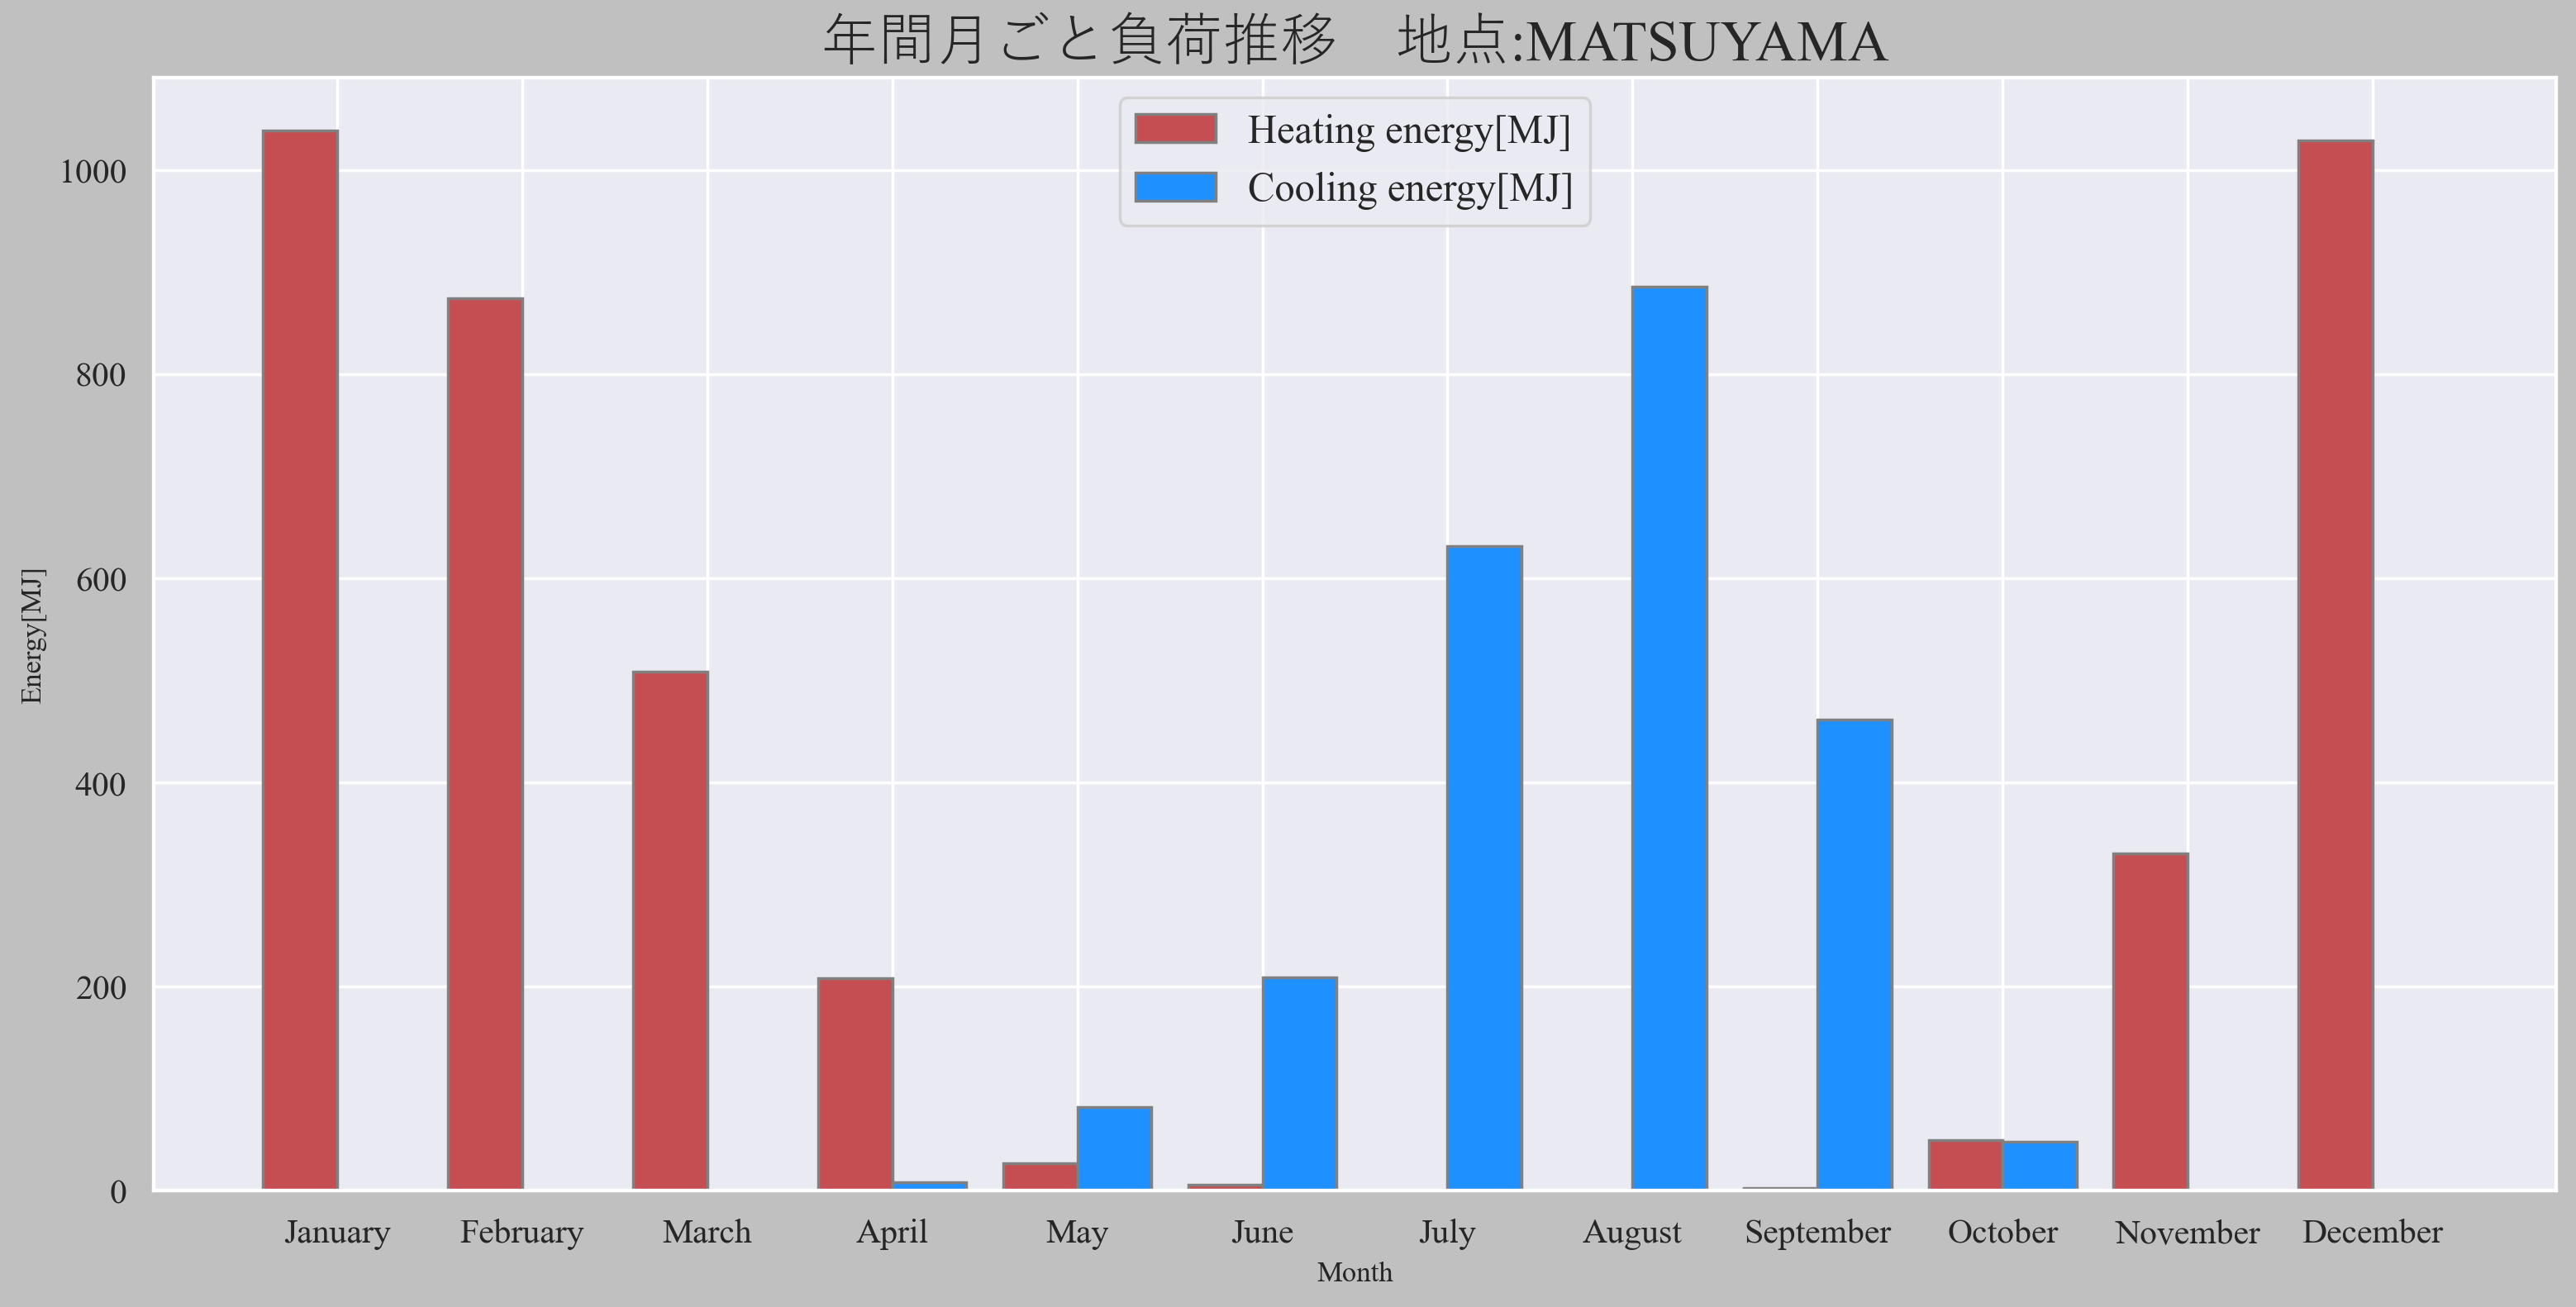 年間月ごと負荷推移　地点:MATSUYAMA
Heating energy[MJ]
Cooling energy[MJ]
1000
800
600
400
200
0
Energy[MJ]
January February March April May June July August September October November December
Month